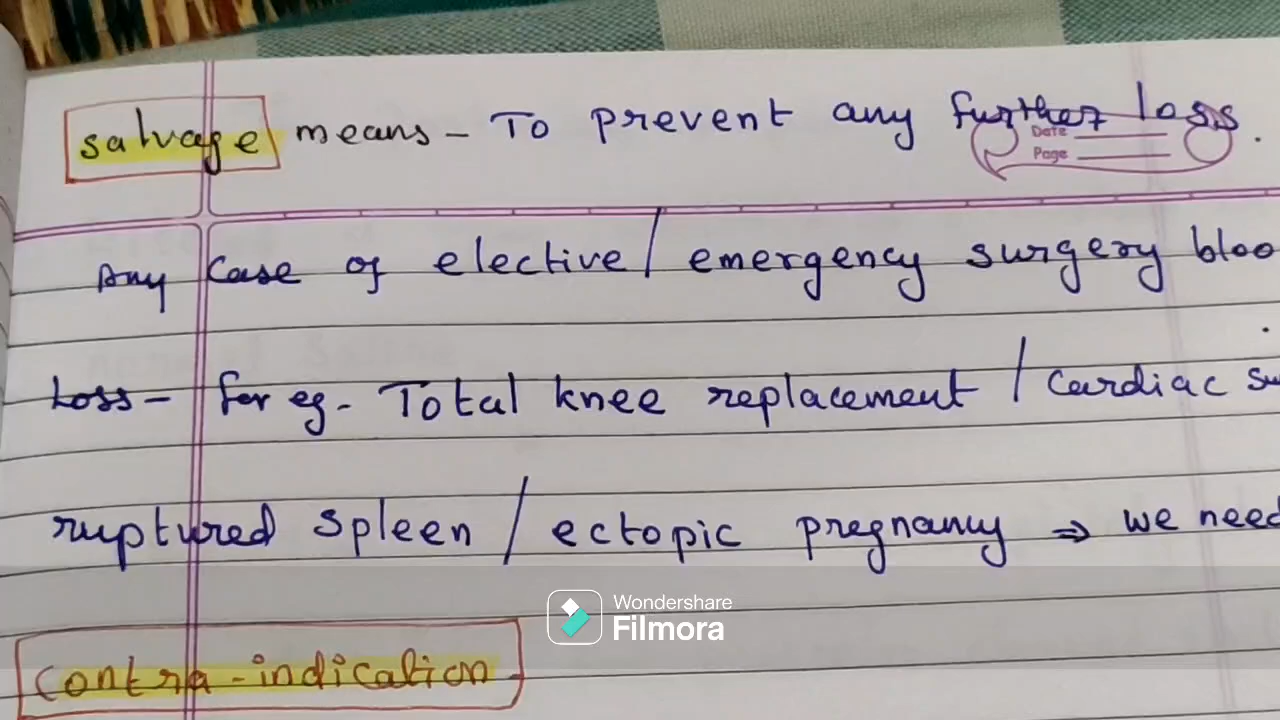 salvage means - To prevent any further loss.
Date
Page
Any case of elective / emergency surgery bloo
Loss - for eg. Total knee replacement / cardiac su
ruptured spleen / ectopic pregnancy ⇒ we need
Wondershare
Filmora
contra-indication